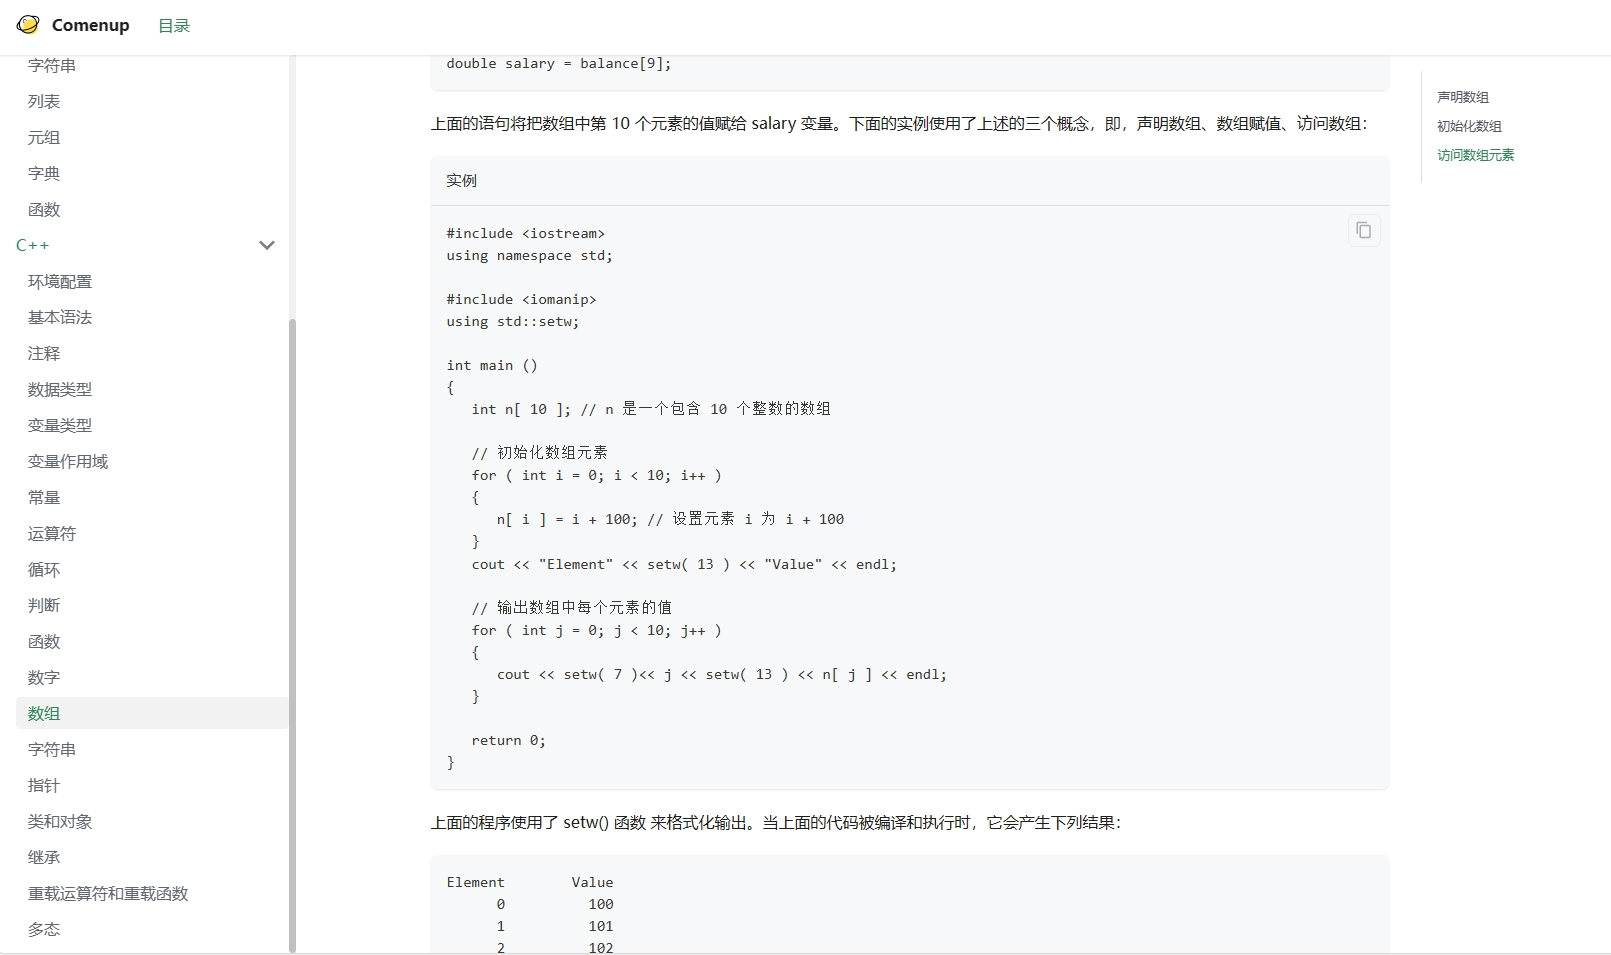 Comenup
目录
字符串
列表
元组
字典
函数
C++
环境配置
基本语法
注释
数据类型
变量类型
变量作用域
常量
运算符
循环
判断
函数
数字
数组
字符串
指针
类和对象
继承
重载运算符和重载函数
多态
double salary = balance[9];
上面的语句将把数组中第 10 个元素的值赋给 salary 变量。下面的实例使用了上述的三个概念，即，声明数组、数组赋值、访问数组：
实例
#include <iostream>
using namespace std;
#include <iomanip>
using std::setw;
int main ()
{
int n[ 10 ]; // n 是一个包含 10 个整数的数组
// 初始化数组元素
for ( int i = 0; i < 10; i++ )
{
n[ i ] = i + 100; // 设置元素 i 为 i + 100
}
cout << "Element" << setw( 13 ) << "Value" << endl;
// 输出数组中每个元素的值
for ( int j = 0; j < 10; j++ )
{
cout << setw( 7 )<< j << setw( 13 ) << n[ j ] << endl;
}
return 0;
}
上面的程序使用了 setw() 函数 来格式化输出。当上面的代码被编译和执行时，它会产生下列结果：
Element Value
0 100
1 101
2 102
声明数组
初始化数组
访问数组元素